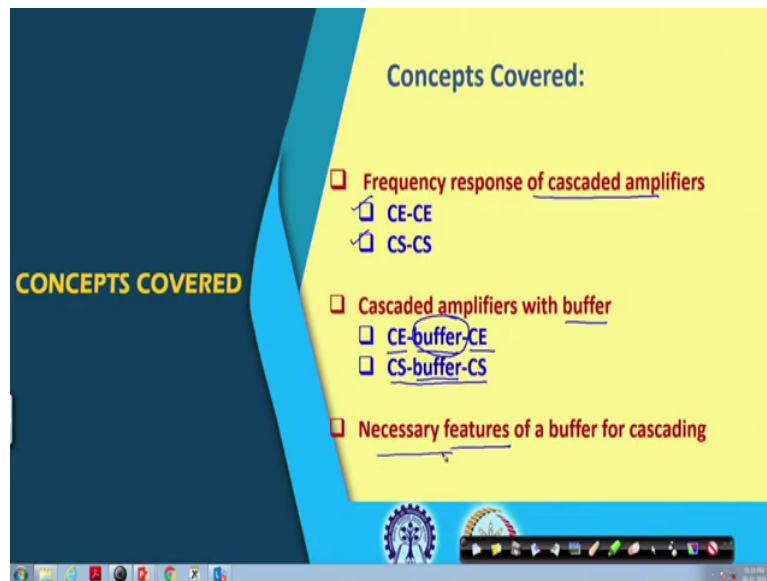 Concepts Covered:
Frequency response of cascaded amplifiers
CE-CE
CS-CS
CONCEPTS COVERED
Cascaded amplifiers with buffer
CE-buffer-CE
CS-buffer-CS
Necessary features of a buffer for cascading